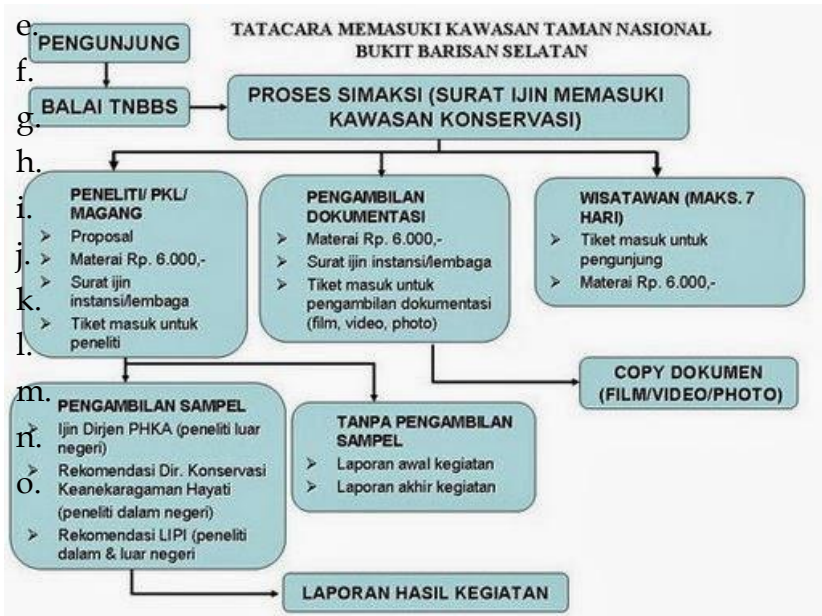 e.
PENGUNJUNG
TATACARA MEMASUKI KAWASAN TAMAN NASIONAL
BUKIT BARISAN SELATAN
f.
BALAI TNBBS
PROSES SIMAKSI (SURAT IJIN MEMASUKI
KAWASAN KONSERVASI)
g.
h.
i.
j.
k.
l.
m.
n.
o.
PENELITI/ PKL/
MAGANG
➢ Proposal
➢ Materai Rp. 6.000,-
➢ Surat ijin
instansi/lembaga
➢ Tiket masuk untuk
peneliti
PENGAMBILAN
DOKUMENTASI
➢ Materai Rp. 6.000,-
➢ Surat ijin instansi/lembaga
➢ Tiket masuk untuk
pengambilan dokumentasi
(film, video, photo)
WISATAWAN (MAKS. 7
HARI)
➢ Tiket masuk untuk
pengunjung
➢ Materai Rp. 6.000,-
COPY DOKUMEN
(FILM/VIDEO/PHOTO)
PENGAMBILAN SAMPEL
➢ Ijin Dirjen PHKA (peneliti luar
negeri)
➢ Rekomendasi Dir. Konservasi
Keanekaragaman Hayati
(peneliti dalam negeri)
➢ Rekomendasi LIPI (peneliti
dalam & luar negeri
TANPA PENGAMBILAN
SAMPEL
➢ Laporan awal kegiatan
➢ Laporan akhir kegiatan
LAPORAN HASIL KEGIATAN